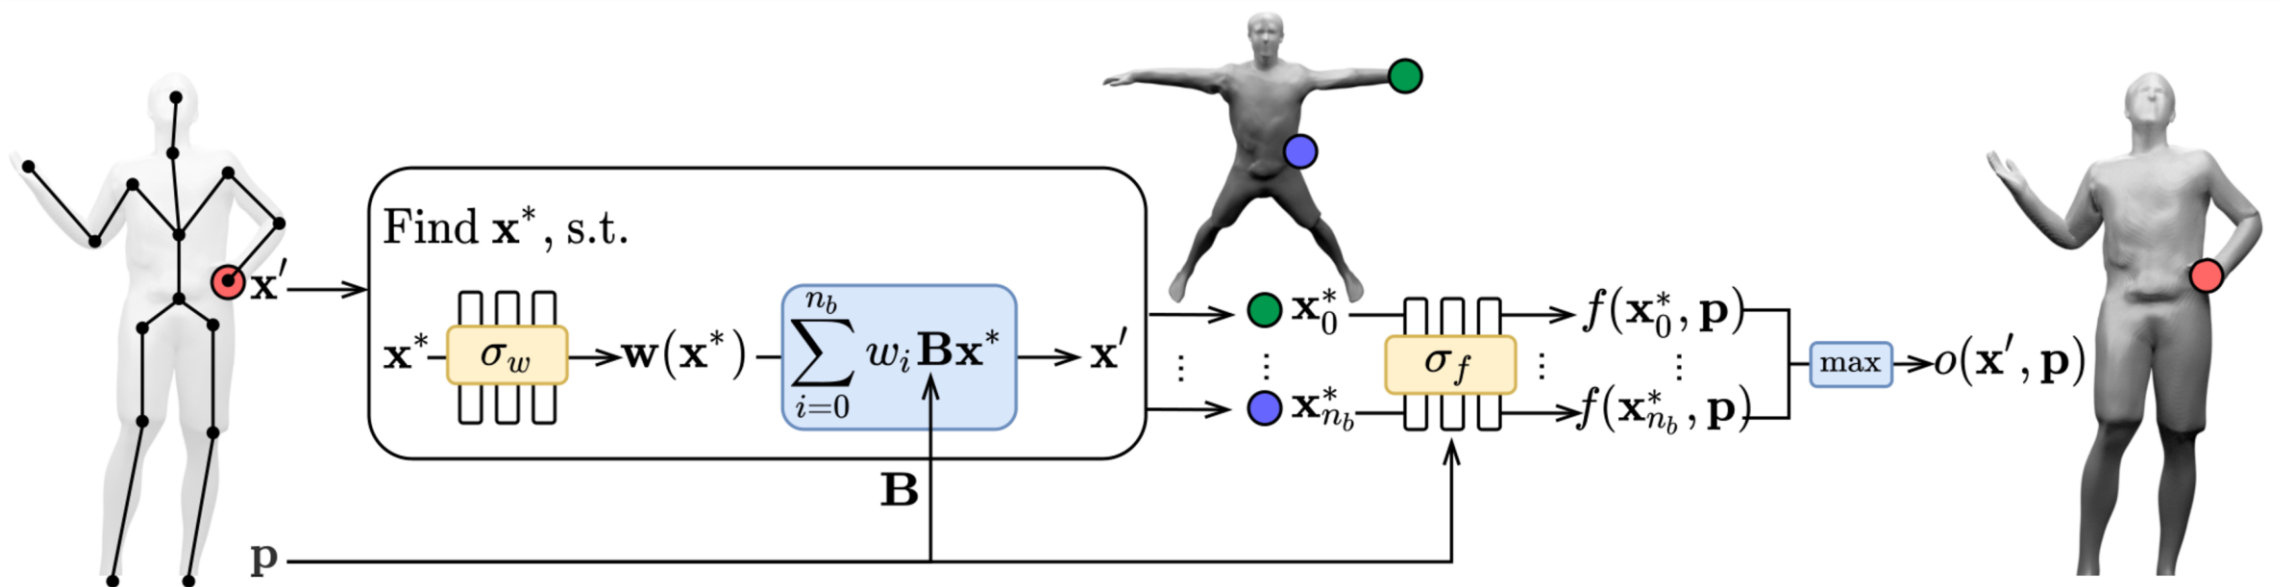 Find x*, s.t.
x′
x* σ_w w(x*) ∑_{i=0}^{n_b} w_i Bx* x′
x*_0 f(x*_0, p)
⋮ ⋮ σ_f ⋮ ⋮ max o(x′, p)
x*_{n_b} f(x*_{n_b}, p)
B
p